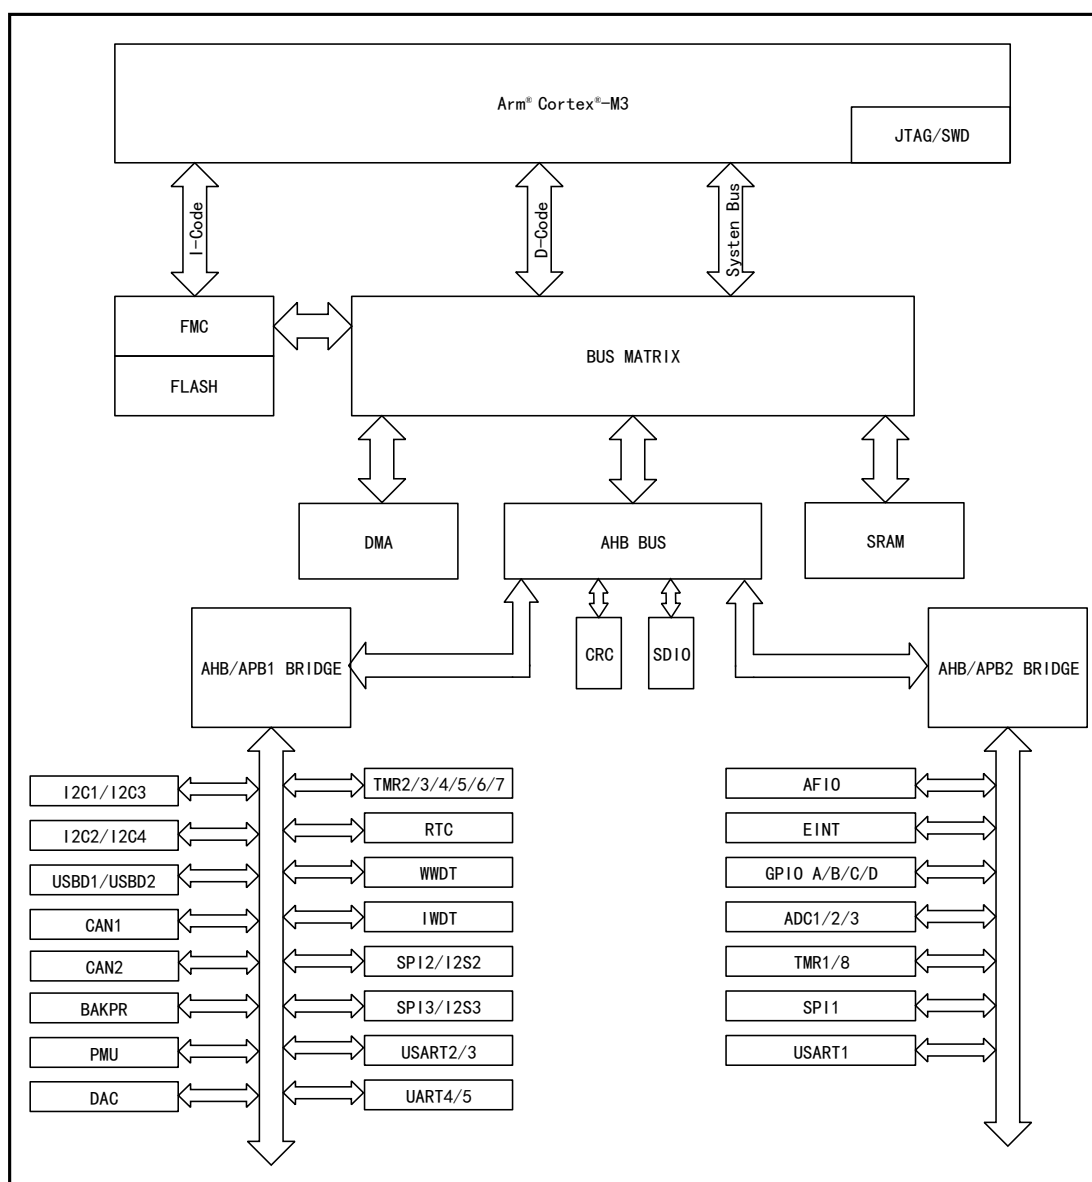 Arm® Cortex®-M3
JTAG/SWD
I-Code
D-Code
Systen Bus
FMC
FLASH
BUS MATRIX
DMA
AHB BUS
SRAM
CRC
SDIO
AHB/APB1 BRIDGE
AHB/APB2 BRIDGE
I2C1/I2C3
I2C2/I2C4
USBD1/USBD2
CAN1
CAN2
BAKPR
PMU
DAC
TMR2/3/4/5/6/7
RTC
WWDT
IWDT
SPI2/I2S2
SPI3/I2S3
USART2/3
UART4/5
AFIO
EINT
GPIO A/B/C/D
ADC1/2/3
TMR1/8
SPI1
USART1